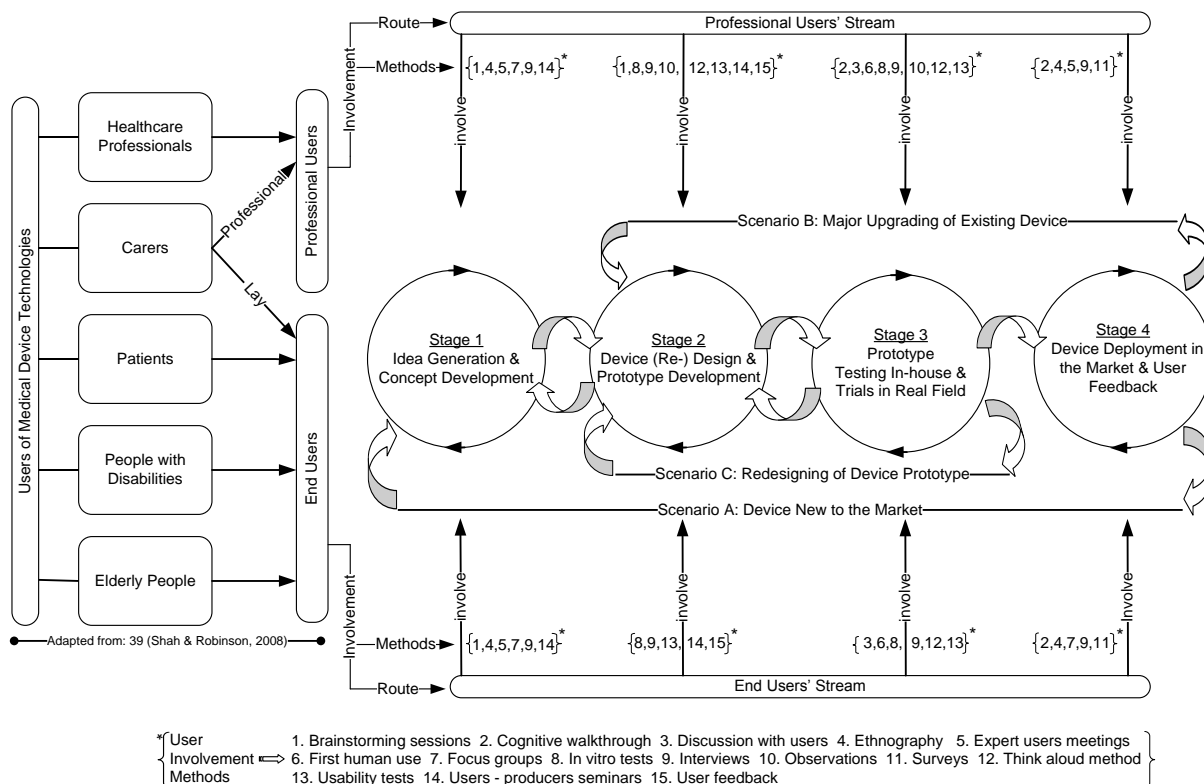 Professional Users' Stream
Route
Methods
Involvement
{1,4,5,7,9,14}*
{1,8,9,10, 12,13,14,15}*
{2,3,6,8,9, 10,12,13}*
{2,4,5,9,11}*
involve
involve
involve
involve
Users of Medical Device Technologies
Healthcare
Professionals
Carers
Patients
People with
Disabilities
Elderly People
Professional
Lay
Professional Users
End Users
Adapted from: 39 (Shah & Robinson, 2008)
Scenario B: Major Upgrading of Existing Device
Stage 1
Idea Generation &
Concept Development
Stage 2
Device (Re-) Design &
Prototype Development
Stage 3
Prototype
Testing In-house &
Trials in Real Field
Stage 4
Device Deployment in
the Market & User
Feedback
Scenario C: Redesigning of Device Prototype
Scenario A: Device New to the Market
involve
involve
involve
involve
Involvement
Methods
{1,4,5,7,9,14}*
{8,9,13, 14,15}*
{ 3,6,8, 9,12,13}*
{2,4,7,9,11}*
Route
End Users' Stream
* User
Involvement
Methods
1. Brainstorming sessions 2. Cognitive walkthrough 3. Discussion with users 4. Ethnography 5. Expert users meetings
6. First human use 7. Focus groups 8. In vitro tests 9. Interviews 10. Observations 11. Surveys 12. Think aloud method
13. Usability tests 14. Users - producers seminars 15. User feedback